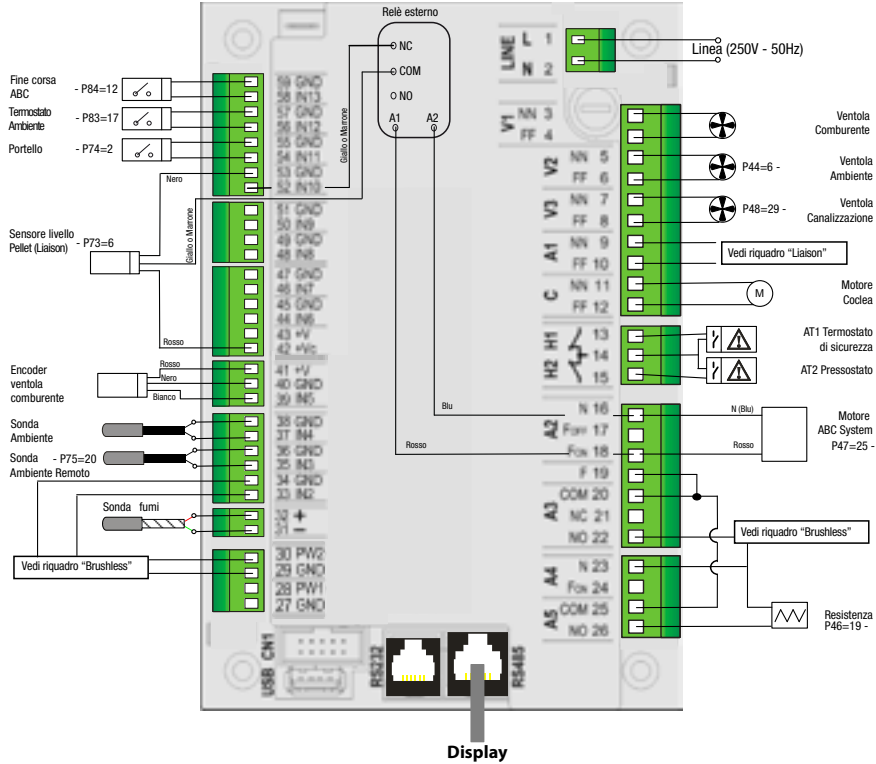 Relè esterno
NC
COM
NO
A1
A2
Giallo o Marrone
Giallo o Marrone
LINE
1
N 2
Linea (250V - 50Hz)
Fine corsa
ABC
- P84=12
Termostato
Ambiente
- P83=17
Portello
- P74=2
Nero
Sensore livello
Pellet (Liaison)
- P73=6
Rosso
Encoder
ventola
comburente
Rosso
Nero
Bianco
Sonda
Ambiente
Sonda
Ambiente Remoto
- P75=20
Sonda fumi
Vedi riquadro “Brushless”
59 GND
58 IN13
57 GND
56 IN12
55 GND
54 IN11
53 GND
52 IN10
51 GND
50 IN9
49 GND
48 IN8
47 GND
46 IN7
45 GND
44 IN6
43 +V
42 +Vc
41 +V
40 GND
39 IN5
38 GND
37 IN4
36 GND
35 IN3
34 GND
33 IN2
32 +
31 -
30 PW2
29 GND
28 PW1
27 GND
V1
NN 3
FF 4
V2
NN 5
FF 6
V3
NN 7
FF 8
A1
NN 9
FF 10
C
NN 11
FF 12
H1
H2
13
14
15
A2
N 16
FOFF 17
FON 18
A3
F 19
COM 20
NC 21
NO 22
A4
N 23
FON 24
A5
COM 25
NO 26
Ventola
Comburente
P44=6 -
Ventola
Ambiente
P48=29 -
Ventola
Canalizzazione
Vedi riquadro “Liaison”
M
Motore
Coclea
AT1 Termostato
di sicurezza
AT2 Pressostato
Blu
Rosso
N (Blu)
Rosso
Motore
ABC System
P47=25 -
Vedi riquadro “Brushless”
Resistenza
P46=19 -
USB CN1
RS232
RS485
Display